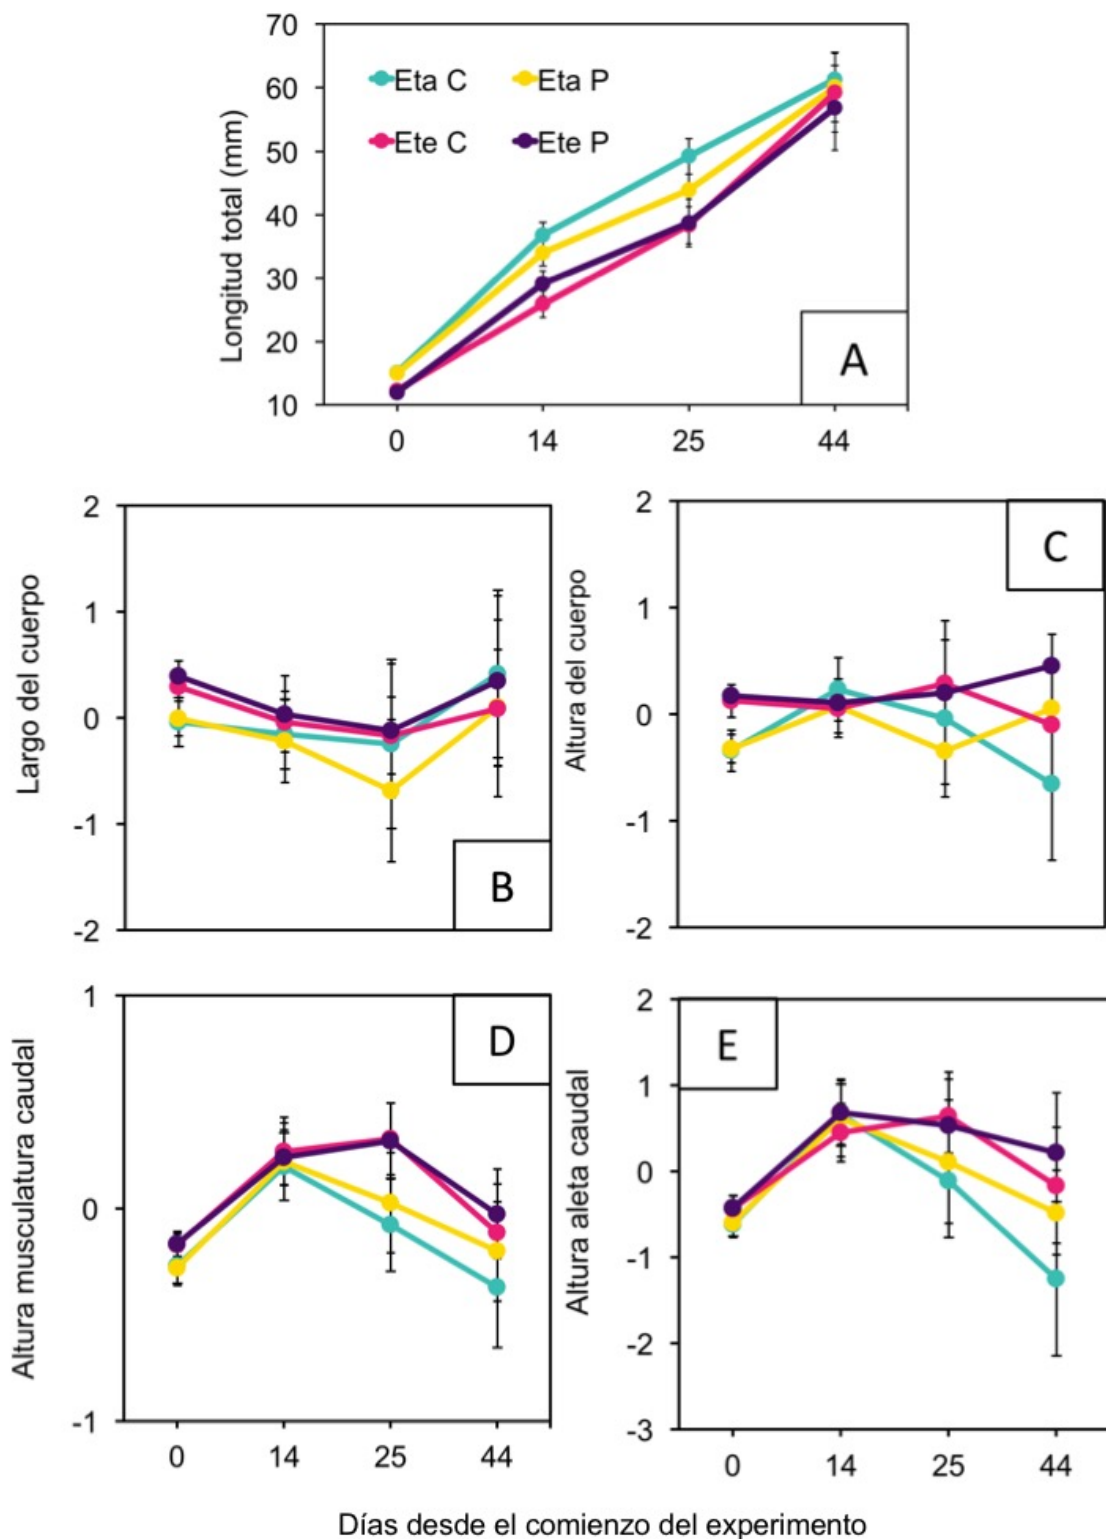 70
60
50
40
30
20
10
Longitud total (mm)
Eta C
Eta P
Ete C
Ete P
A
0 14 25 44
2
1
0
-1
-2
Largo del cuerpo
B
2
1
0
-1
-2
Altura del cuerpo
C
1
0
-1
Altura musculatura caudal
D
0 14 25 44
2
1
0
-1
-2
-3
Altura aleta caudal
E
0 14 25 44
Días desde el comienzo del experimento